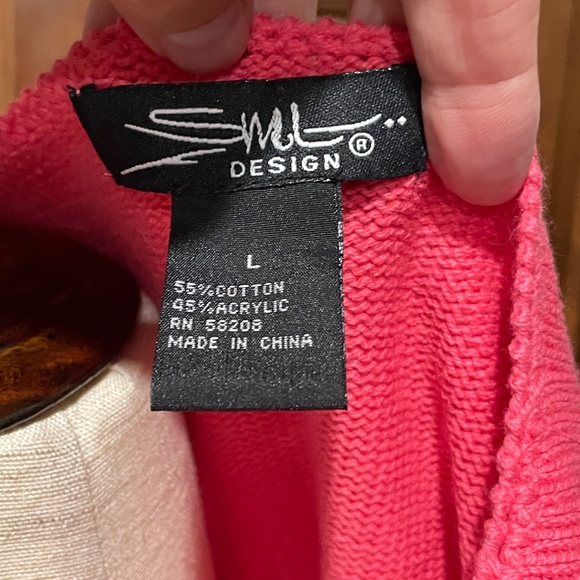 DESIGN ®
L
55%COTTON
45%ACRYLIC
RN 58208
MADE IN CHINA